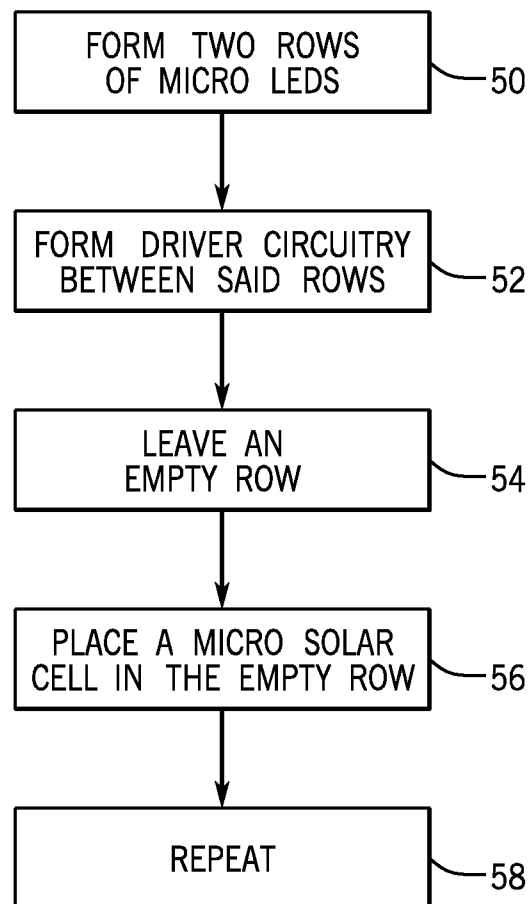 FORM TWO ROWS
OF MICRO LEDS
50
FORM DRIVER CIRCUITRY
BETWEEN SAID ROWS
52
LEAVE AN
EMPTY ROW
54
PLACE A MICRO SOLAR
CELL IN THE EMPTY ROW
56
REPEAT
58